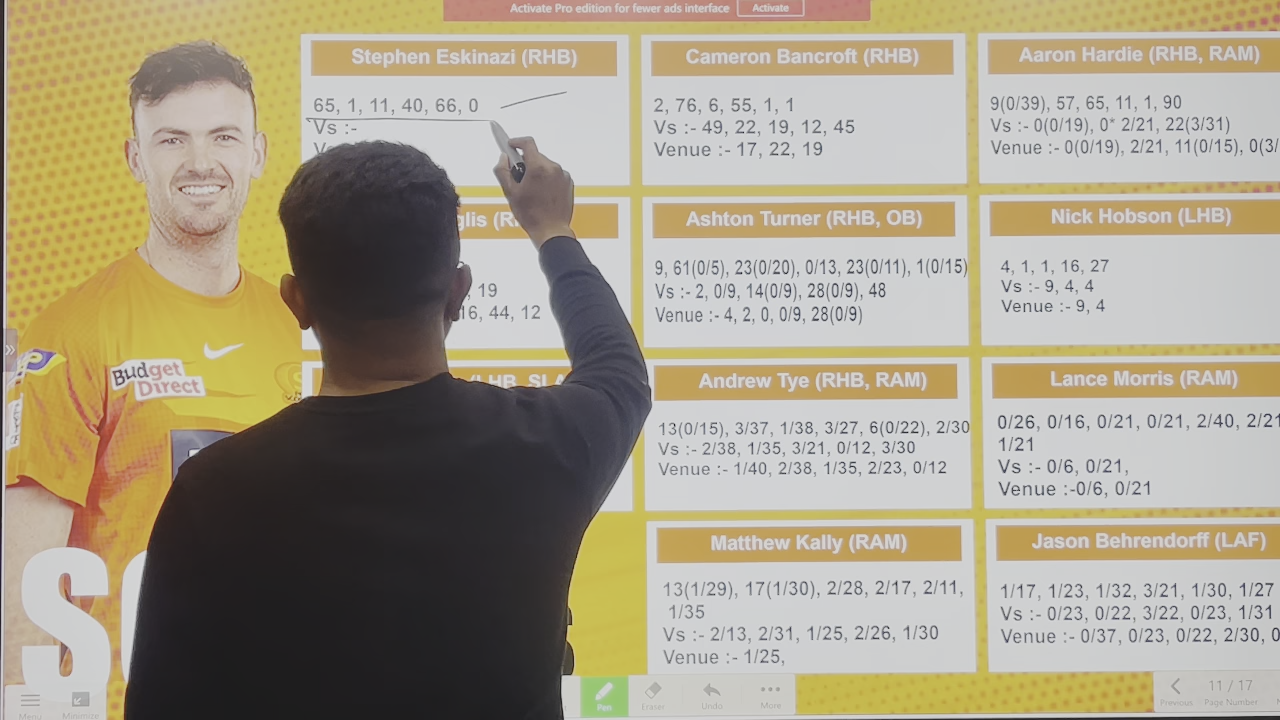 Activate Pro edition for fewer ads interface Activate
Stephen Eskinazi (RHB)
65, 1, 11, 40, 66, 0
Vs :-
Cameron Bancroft (RHB)
2, 76, 6, 55, 1, 1
Vs :- 49, 22, 19, 12, 45
Venue :- 17, 22, 19
Aaron Hardie (RHB, RAM)
9(0/39), 57, 65, 11, 1, 90
Vs :- 0(0/19), 0* 2/21, 22(3/31)
Venue :- 0(0/19), 2/21, 11(0/15), 0(3/
glis (R
, 19
16, 44, 12
Ashton Turner (RHB, OB)
9, 61(0/5), 23(0/20), 0/13, 23(0/11), 1(0/15)
Vs :- 2, 0/9, 14(0/9), 28(0/9), 48
Venue :- 4, 2, 0, 0/9, 28(0/9)
Nick Hobson (LHB)
4, 1, 1, 16, 27
Vs :- 9, 4, 4
Venue :- 9, 4
(LHB, SLA
Andrew Tye (RHB, RAM)
13(0/15), 3/37, 1/38, 3/27, 6(0/22), 2/30
Vs :- 2/38, 1/35, 3/21, 0/12, 3/30
Venue :- 1/40, 2/38, 1/35, 2/23, 0/12
Lance Morris (RAM)
0/26, 0/16, 0/21, 0/21, 2/40, 2/21
1/21
Vs :- 0/6, 0/21,
Venue :-0/6, 0/21
Matthew Kally (RAM)
13(1/29), 17(1/30), 2/28, 2/17, 2/11,
1/35
Vs :- 2/13, 2/31, 1/25, 2/26, 1/30
Venue :- 1/25,
Jason Behrendorff (LAF)
1/17, 1/23, 1/32, 3/21, 1/30, 1/27
Vs :- 0/23, 0/22, 3/22, 0/23, 1/31
Venue :- 0/37, 0/23, 0/22, 2/30, 0
Budget
Direct
S
Menu Minimize
Pen Eraser Undo More
Previous 11 / 17 Page Number